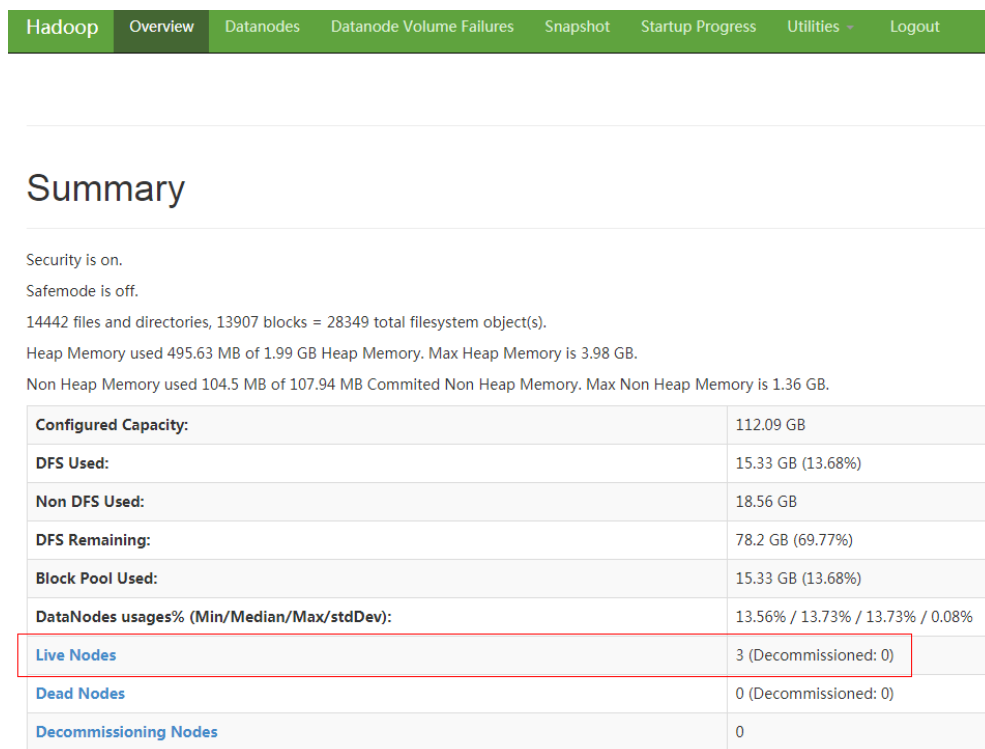 Hadoop Overview Datanodes Datanode Volume Failures Snapshot Startup Progress Utilities Logout
Summary
Security is on.
Safemode is off.
14442 files and directories, 13907 blocks = 28349 total filesystem object(s).
Heap Memory used 495.63 MB of 1.99 GB Heap Memory. Max Heap Memory is 3.98 GB.
Non Heap Memory used 104.5 MB of 107.94 MB Commited Non Heap Memory. Max Non Heap Memory is 1.36 GB.
Configured Capacity: 112.09 GB
DFS Used: 15.33 GB (13.68%)
Non DFS Used: 18.56 GB
DFS Remaining: 78.2 GB (69.77%)
Block Pool Used: 15.33 GB (13.68%)
DataNodes usages% (Min/Median/Max/stdDev): 13.56% / 13.73% / 13.73% / 0.08%
Live Nodes 3 (Decommissioned: 0)
Dead Nodes 0 (Decommissioned: 0)
Decommissioning Nodes 0